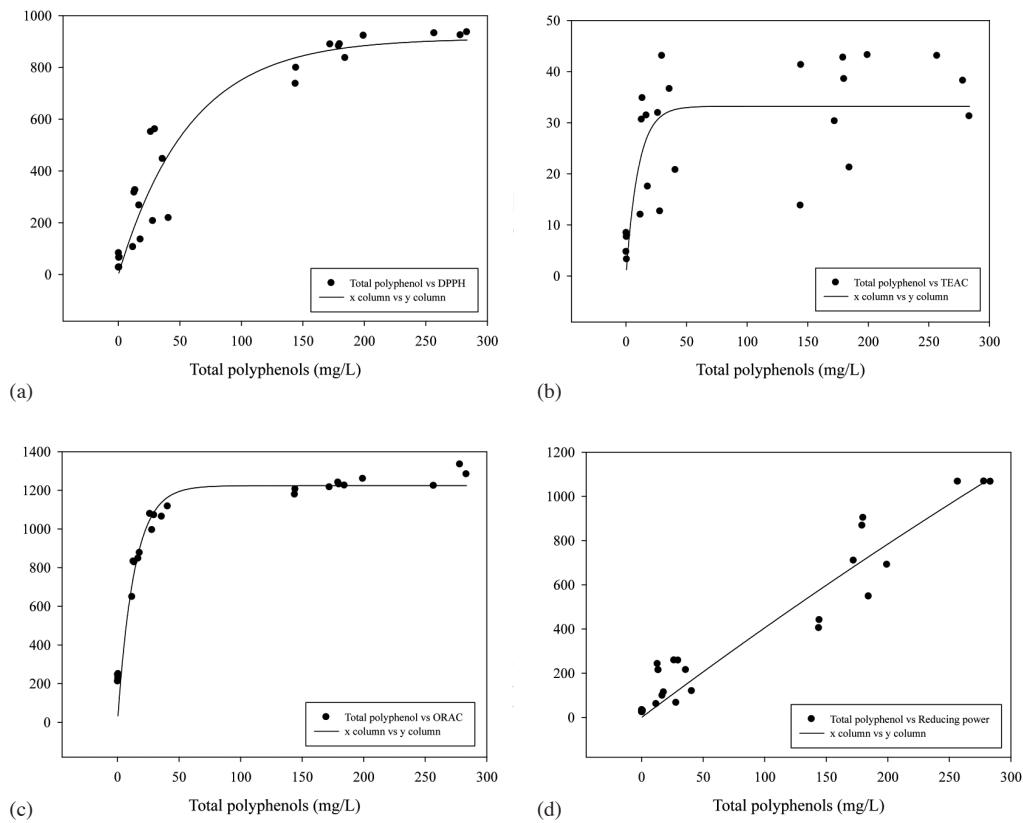 1000
800
600
400
200
0
Total polyphenol vs DPPH
x column vs y column
0 50 100 150 200 250 300
Total polyphenols (mg/L)
(a)
50
40
30
20
10
0
Total polyphenol vs TEAC
x column vs y column
0 50 100 150 200 250 300
Total polyphenols (mg/L)
(b)
1400
1200
1000
800
600
400
200
0
Total polyphenol vs ORAC
x column vs y column
0 50 100 150 200 250 300
Total polyphenols (mg/L)
(c)
1200
1000
800
600
400
200
0
Total polyphenol vs Reducing power
x column vs y column
0 50 100 150 200 250 300
Total polyphenols (mg/L)
(d)